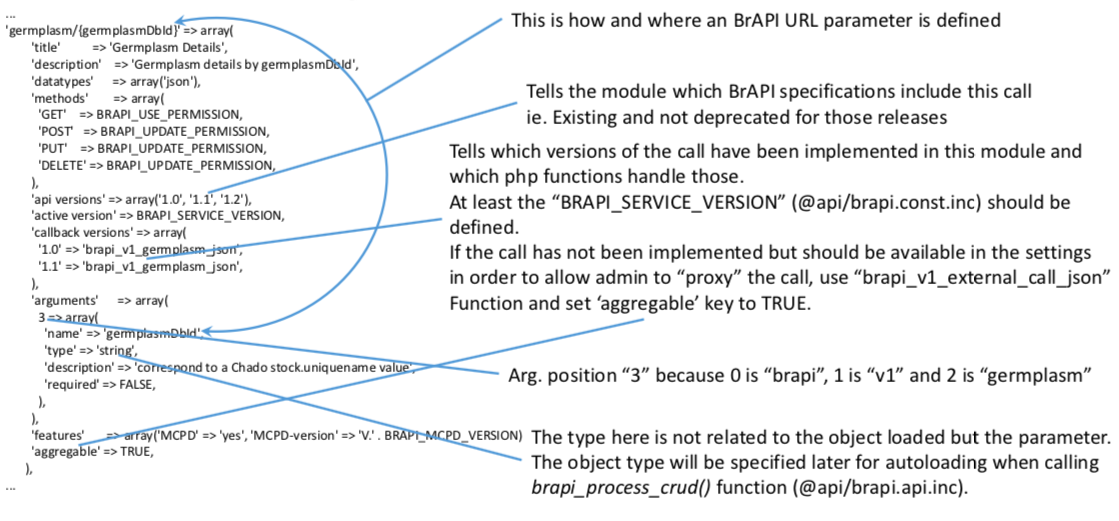 ...
'germplasm/{germplasmDbId}' => array(
'title' => 'Germplasm Details',
'description' => 'Germplasm details by germplasmDbId',
'datatypes' => array('json'),
'methods' => array(
'GET' => BRAPI_USE_PERMISSION,
'POST' => BRAPI_UPDATE_PERMISSION,
'PUT' => BRAPI_UPDATE_PERMISSION,
'DELETE' => BRAPI_UPDATE_PERMISSION,
),
'api versions' => array('1.0', '1.1', '1.2'),
'active version' => BRAPI_SERVICE_VERSION,
'callback versions' => array(
'1.0' => 'brapi_v1_germplasm_json',
'1.1' => 'brapi_v1_germplasm_json',
),
'arguments' => array(
3 => array(
'name' => 'germplasmDbId',
'type' => 'string',
'description' => 'correspond to a Chado stock.uniquename value',
'required' => FALSE,
),
),
'features' => array('MCPD' => 'yes', 'MCPD-version' => 'V.' . BRAPI_MCPD_VERSION)
'aggregable' => TRUE,
),
...
This is how and where an BrAPI URL parameter is defined
Tells the module which BrAPI specifications include this call
ie. Existing and not deprecated for those releases
Tells which versions of the call have been implemented in this module and
which php functions handle those.
At least the “BRAPI_SERVICE_VERSION” (@api/brapi.const.inc) should be
defined.
If the call has not been implemented but should be available in the settings
in order to allow admin to “proxy” the call, use “brapi_v1_external_call_json”
Function and set ‘aggregable’ key to TRUE.
Arg. position “3” because 0 is “brapi”, 1 is “v1” and 2 is “germplasm”
The type here is not related to the object loaded but the parameter.
The object type will be specified later for autoloading when calling
brapi_process_crud() function (@api/brapi.api.inc).